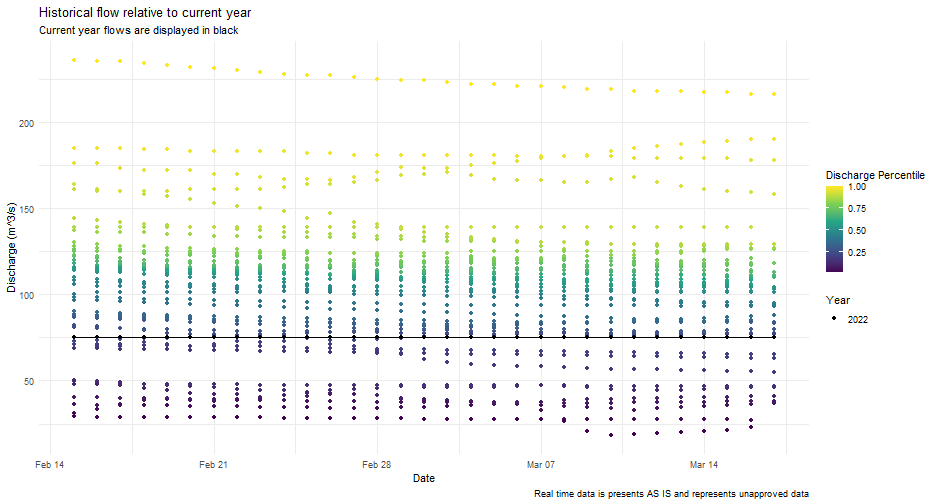 Historical flow relative to current year
Current year flows are displayed in black
Discharge (m^3/s)
200
150
100
50
Feb 14
Feb 21
Feb 28
Mar 07
Mar 14
Date
Discharge Percentile
1.00
0.75
0.50
0.25
Year
2022
Real time data is presents AS IS and represents unapproved data